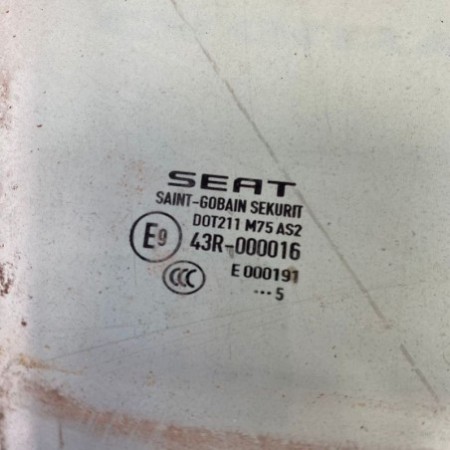 SEAT
SAINT-GOBAIN SEKURIT
DOT211 M75 AS2
E9 43R-000016
CCC E 000191
··· 5